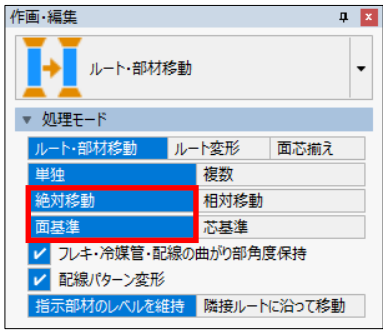 作画・編集
ルート・部材移動
処理モード
ルート・部材移動 ルート変形 面芯揃え
単独 複数
絶対移動 相対移動
面基準 芯基準
フレキ・冷媒管・配線の曲がり部角度保持
配線パターン変形
指示部材のレベルを維持 隣接ルートに沿って移動